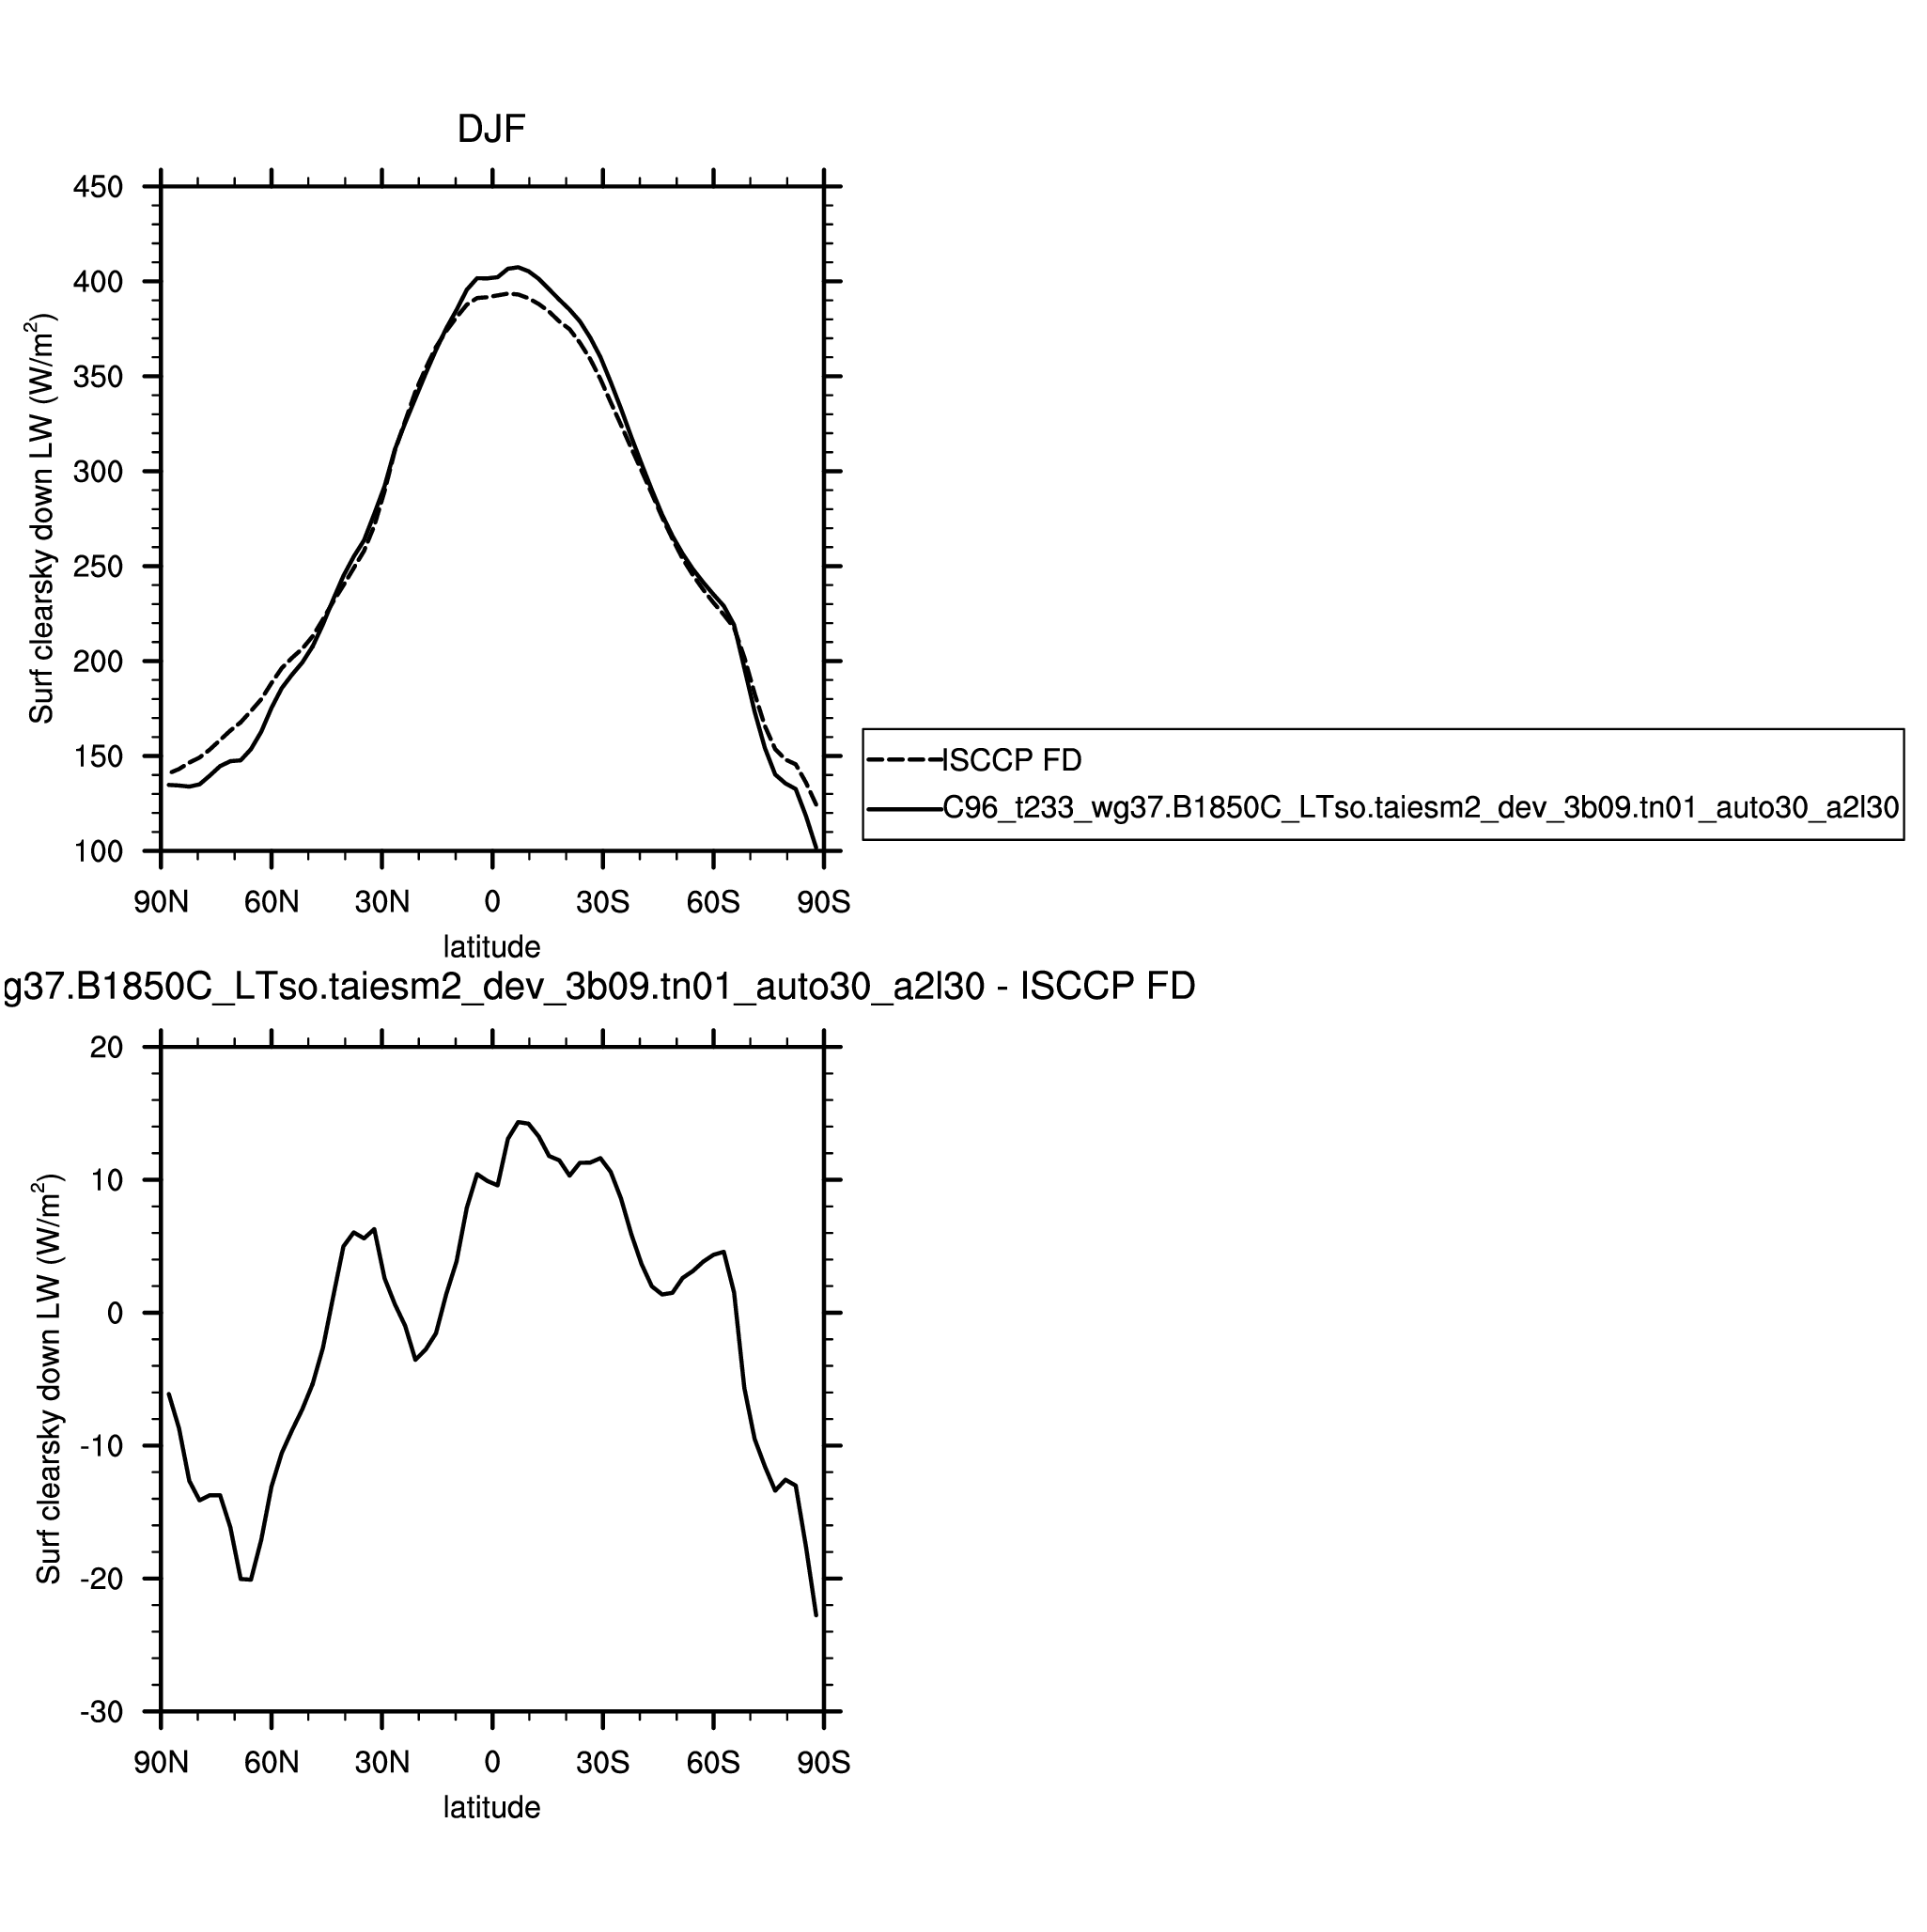 DJF
450
400
350
300
250
200
150
100
Surf clearsky down LW (W/m²)
90N 60N 30N 0 30S 60S 90S
latitude
ISCCP FD
C96_t233_wg37.B1850C_LTso.taiesm2_dev_3b09.tn01_auto30_a2l30
g37.B1850C_LTso.taiesm2_dev_3b09.tn01_auto30_a2l30 - ISCCP FD
20
10
0
-10
-20
-30
Surf clearsky down LW (W/m²)
90N 60N 30N 0 30S 60S 90S
latitude